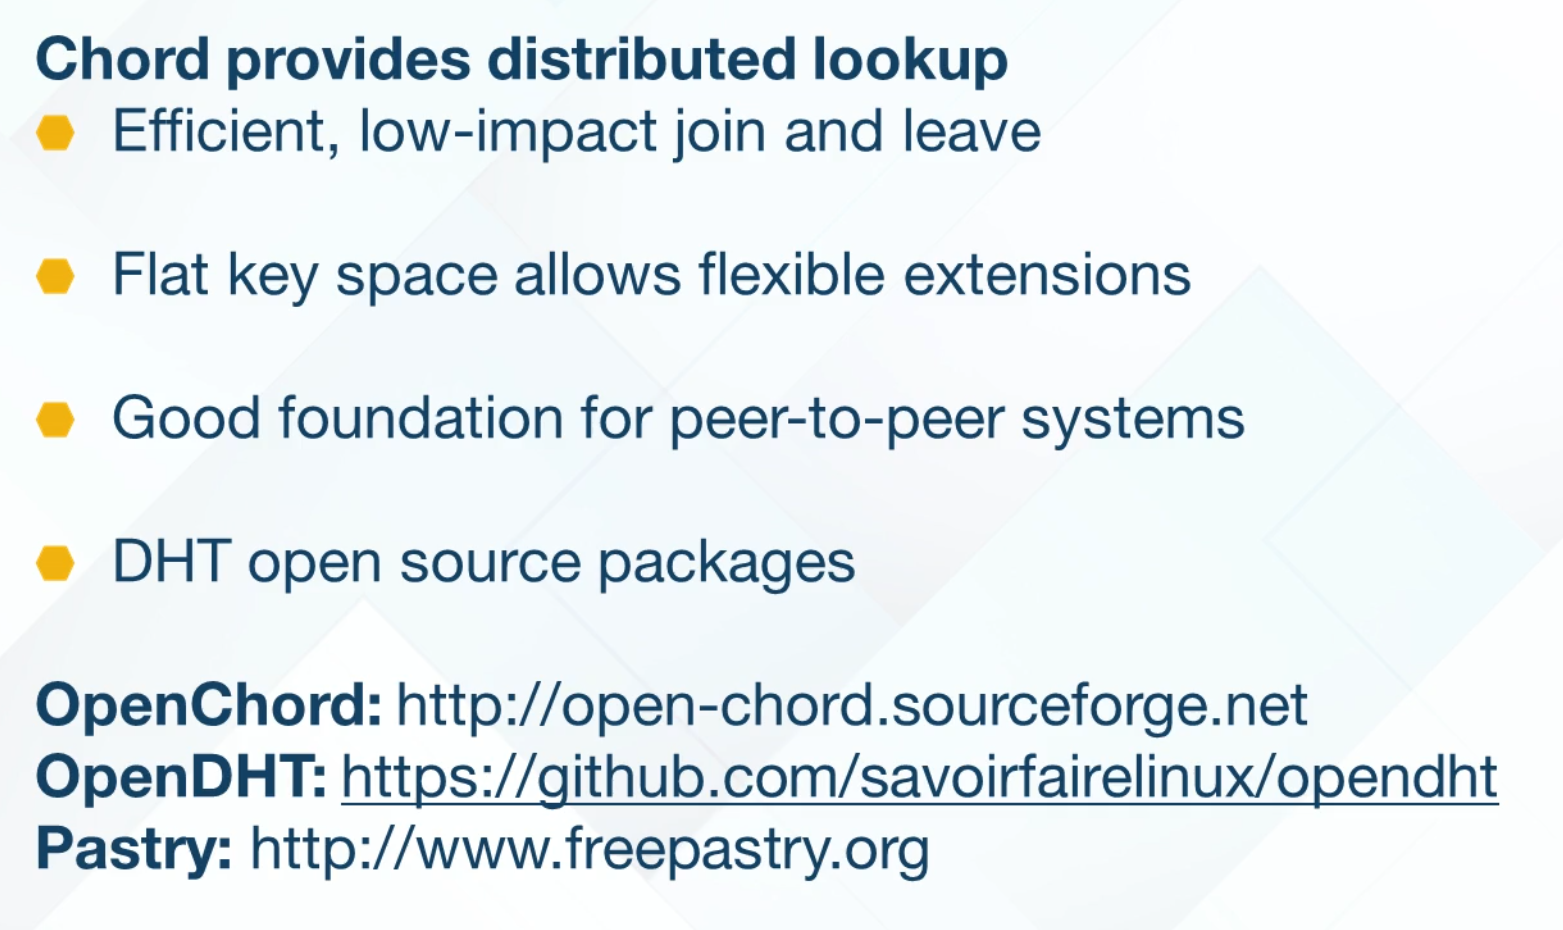 Chord provides distributed lookup
Efficient, low-impact join and leave
Flat key space allows flexible extensions
Good foundation for peer-to-peer systems
DHT open source packages
OpenChord: http://open-chord.sourceforge.net
OpenDHT: https://github.com/savoirfairelinux/opendht
Pastry: http://www.freepastry.org